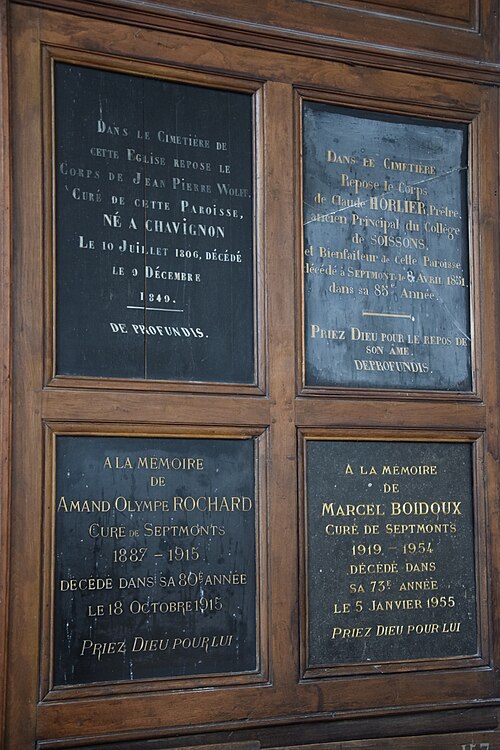 DANS LE CIMETIÈRE DE
CETTE EGLISE REPOSE LE
CORPS DE JEAN PIERRE WOLFF.
CURÉ DE CETTE PAROISSE,
NÉ A CHAVIGNON
LE 10 JUILLET 1806, DÉCÉDÉ
LE 9 DÉCEMBRE
1849.
DE PROFUNDIS.
DANS LE CIMETIÈRE
Repose le Corps
de Claude HORLIER, Prêtre,
ancien Principal du Collège
de SOISSONS,
et Bienfaiteur de Cette Paroisse
décédé à SEPTMONT le 8 AVRIL 1851,
dans sa 85e Année.
PRIEZ DIEU POUR LE REPOS DE
SON AME.
DEPROFUNDIS.
A LA MEMOIRE
DE
AMAND OLYMPE ROCHARD
CURE DE SEPTMONTS
1887 - 1915
DÉCÉDÉ DANS SA 80E ANNÉE
LE 18 OCTOBRE 1915
PRIEZ DIEU POUR LUI
A LA MÉMOIRE
DE
MARCEL BOIDOUX
CURÉ DE SEPTMONTS
1919 - 1954
DÉCÉDÉ DANS
SA 73E ANNÉE
LE 5 JANVIER 1955
PRIEZ DIEU POUR LUI